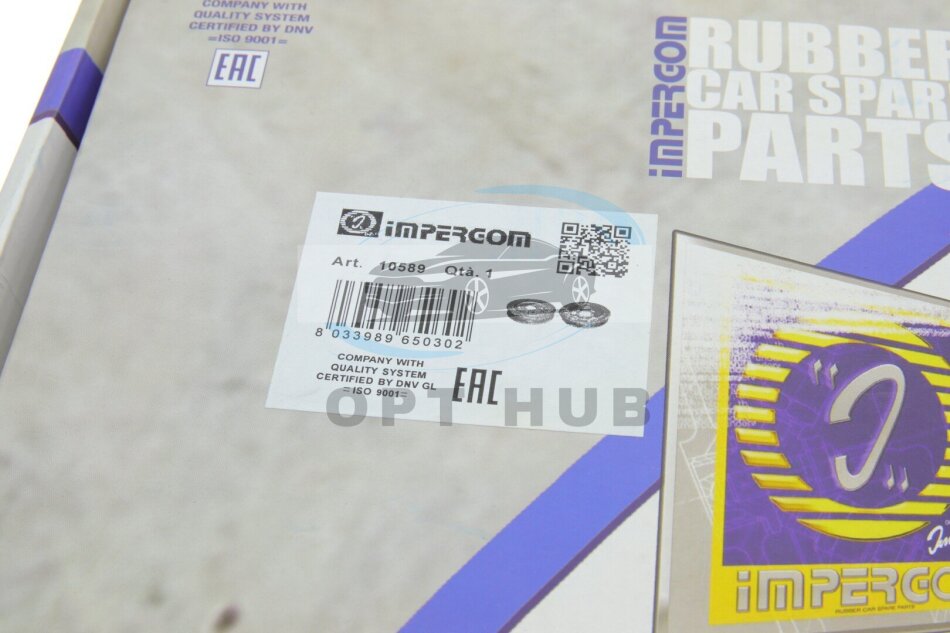 COMPANY WITH
QUALITY SYSTEM
CERTIFIED BY DNV
=ISO 9001=
EAC
IMPERGOM
RUBBER
CAR SPARE
PARTS
IMPERGOM
Art. 10589 Qtà. 1
8 033989 650302
COMPANY WITH
QUALITY SYSTEM
CERTIFIED BY DNV GL
=ISO 9001=
EAC
OPT HUB
IMPERGO
RUBBER CAR SPARE PARTS